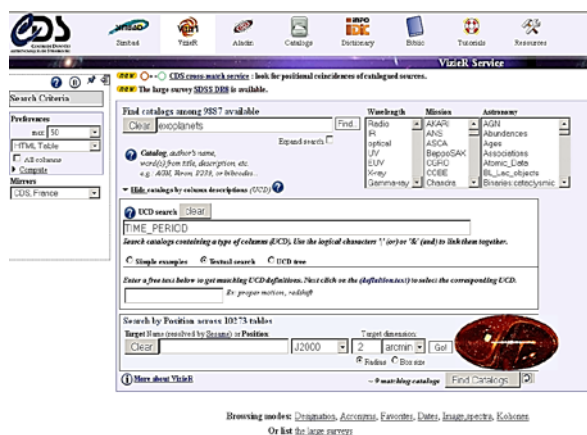 CDS
Simbad VizieR Aladin Catalogs Dictionary Biblio Tutorials Resources
VizieR Service
CDS cross-match service : look for positional coincidences of catalogued sources.
The large survey SDSS DR8 is available.
Search Criteria
Preferences
max: 50
HTML Table
All columns
Compute
Mirrors
CDS, France
Find catalogs among 9887 available
Clear exoplanets Find...
Expand search
Catalog, author's name,
word(s) from title, description, etc.
e.g.: AGN, Veron, I/239, or bibcodes...
Wavelength Mission Astronomy
Radio AKARI AGN
IR ANS Abundances
optical ASCA Ages
UV BeppoSAX Associations
EUV CGRO Atomic_Data
X-ray COBE BL_Lac_objects
Gamma-ray Chandra Binaries:cataclysmic
Hide catalogs by column descriptions (UCD)
UCD search clear
TIME_PERIOD
Search catalogs containing a type of columns (UCD). Use the logical characters '|' (or) or '&' (and) to link them together.
Simple examples Textual search UCD tree
Enter a free text below to get matching UCD definitions. Next click on the (definition text) to select the corresponding UCD.
Ex: proper motion, redshift
Search by Position across 10273 tables
Target Name (resolved by Sesame) or Position: Target dimension:
Clear J2000 2 arcmin Go!
Radius Box size
More about VizieR ~ 9 matching catalogs Find Catalogs...
Browsing modes: Designation, Acronyms, Favorites, Dates, Image,spectra, Kohonen
Or list the large surveys